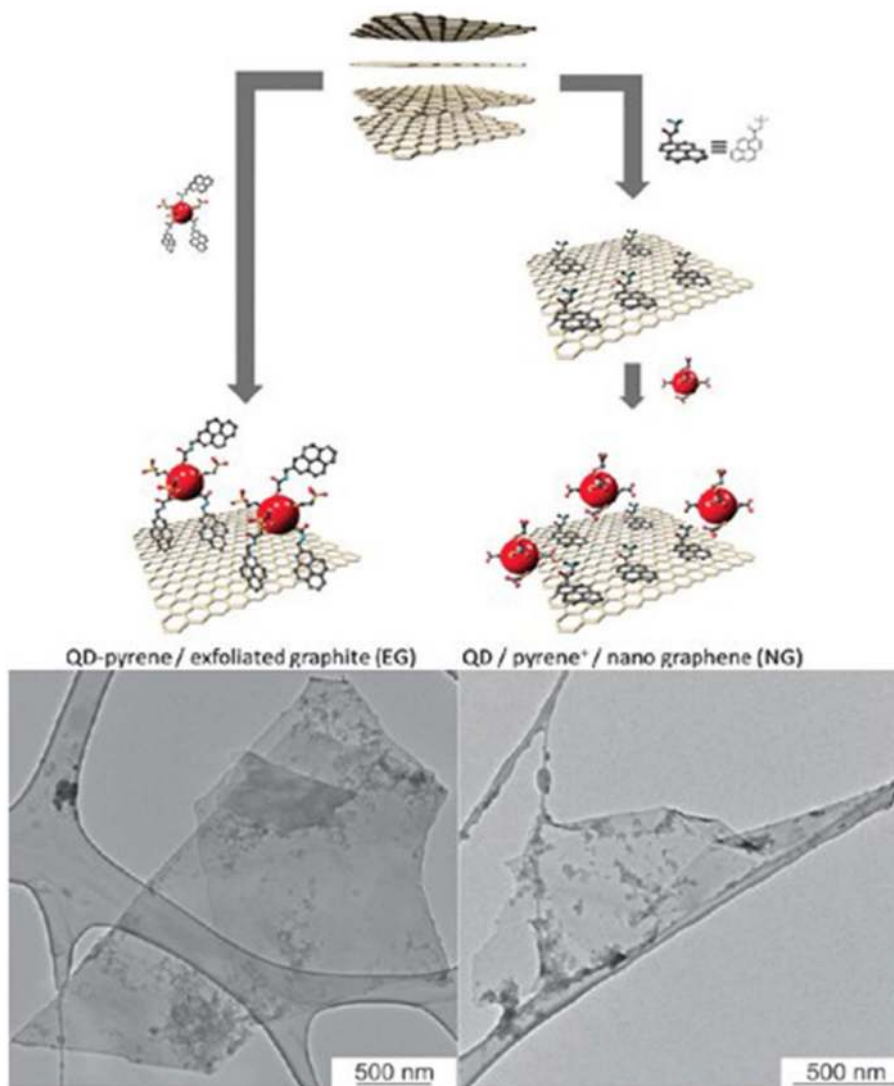 QD-pyrene / exfoliated graphite (EG)
QD / pyrene⁺ / nano graphene (NG)
500 nm
500 nm